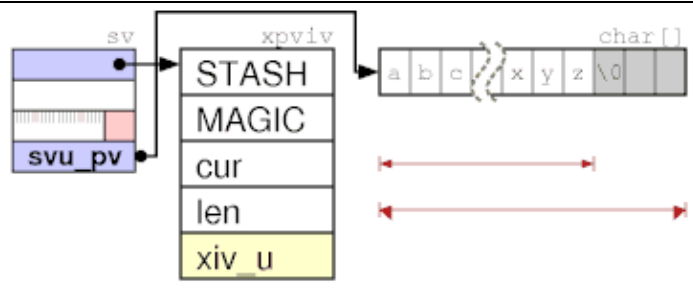 sv
xpviv
char[]
STASH
a b c x y z \0
MAGIC
svu_pv
cur
len
xiv_u